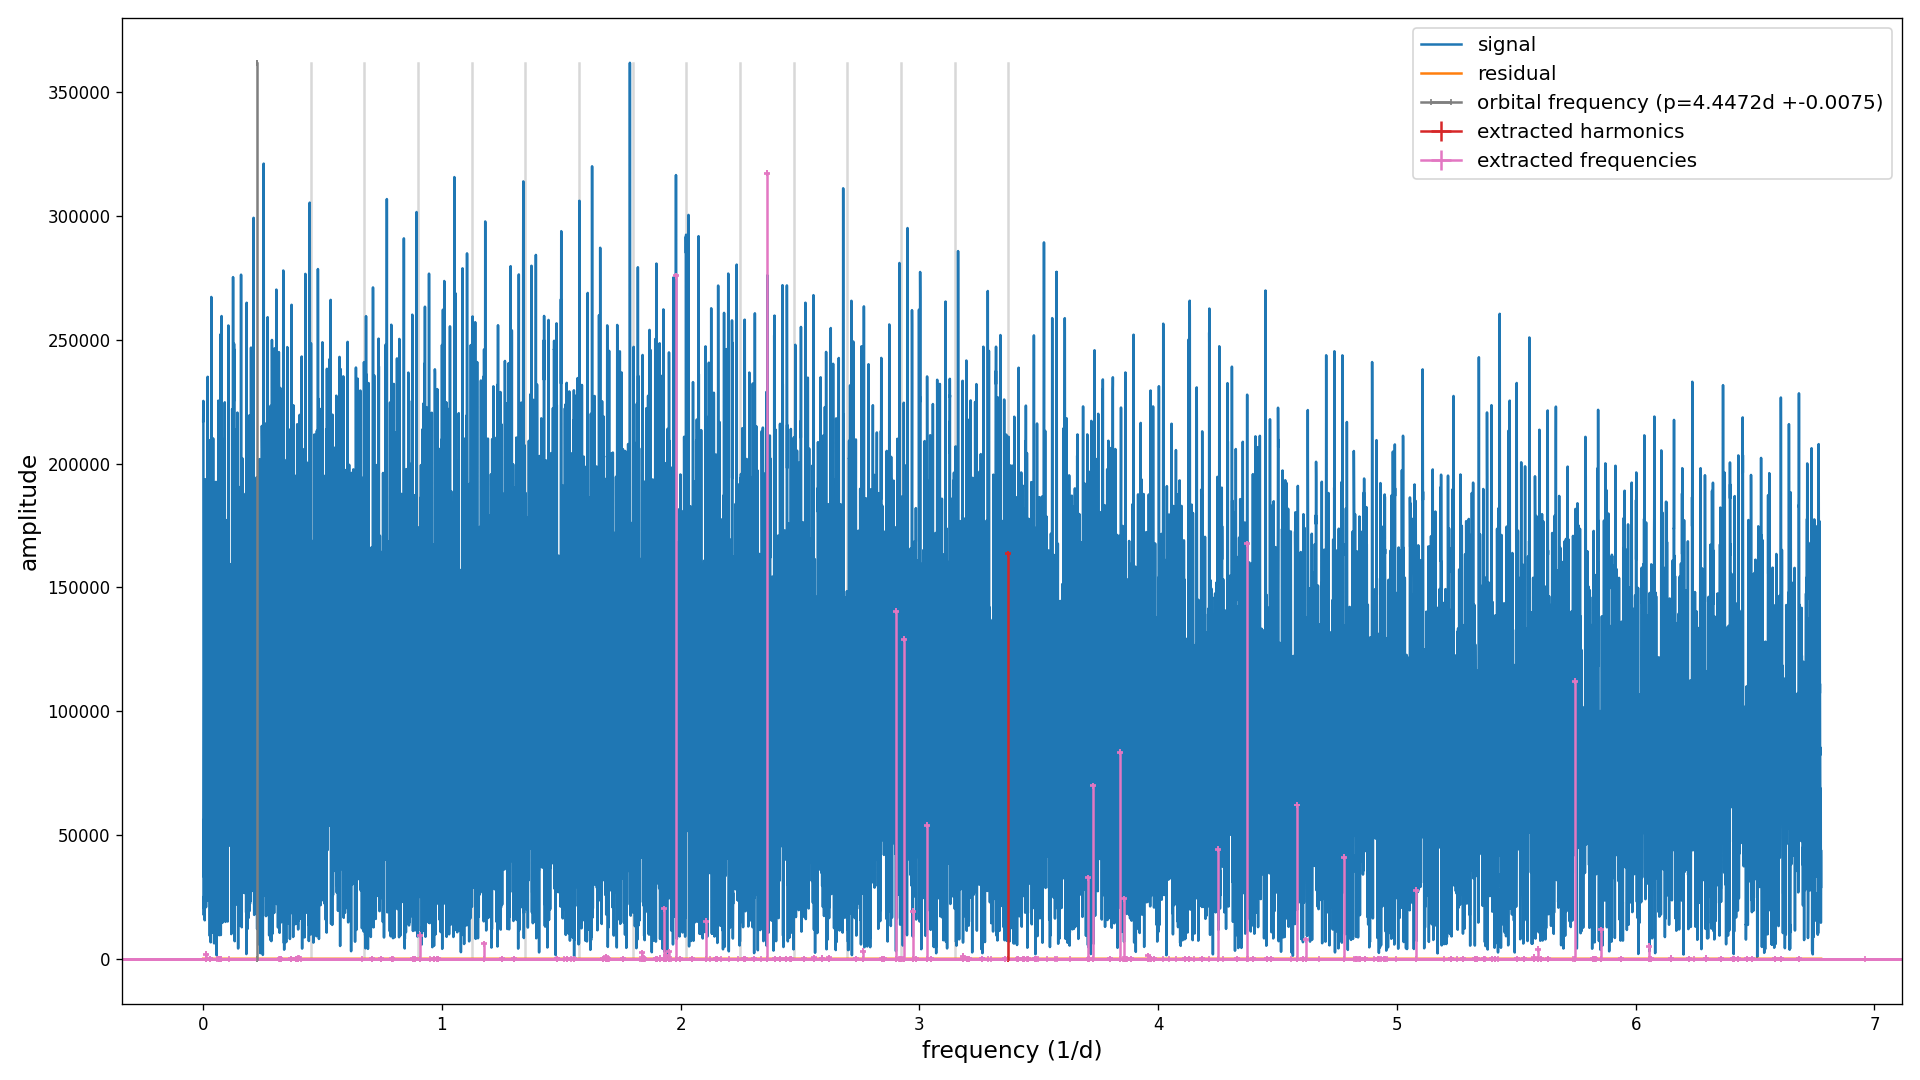 signal
residual
orbital frequency (p=4.4472d +-0.0075)
extracted harmonics
extracted frequencies
amplitude
350000
300000
250000
200000
150000
100000
50000
0
0 1 2 3 4 5 6 7
frequency (1/d)